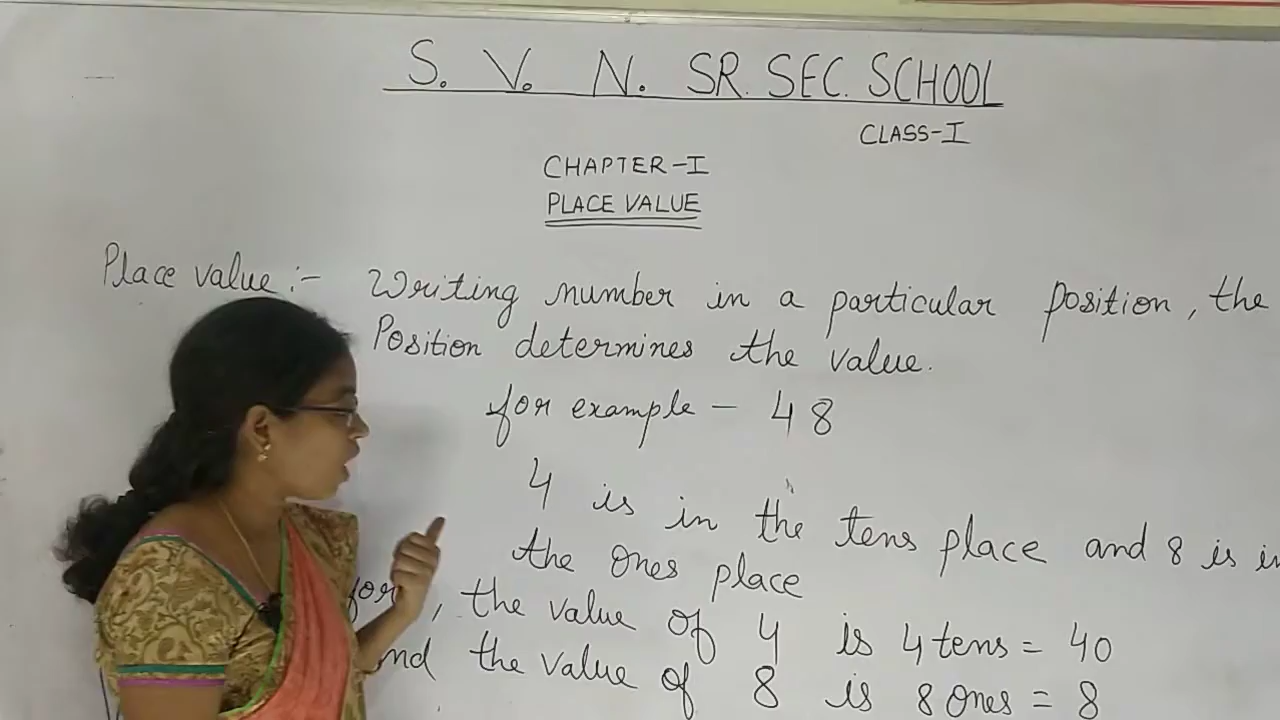 S. V. N. SR. SEC. SCHOOL
CLASS-I
CHAPTER-I
PLACE VALUE
Place value :- Writing number in a particular position, the
Position determines the value.
for example - 48
4 is in the tens place and 8 is in
the ones place
for, the value of 4 is 4 tens = 40
and the value of 8 is 8 ones = 8